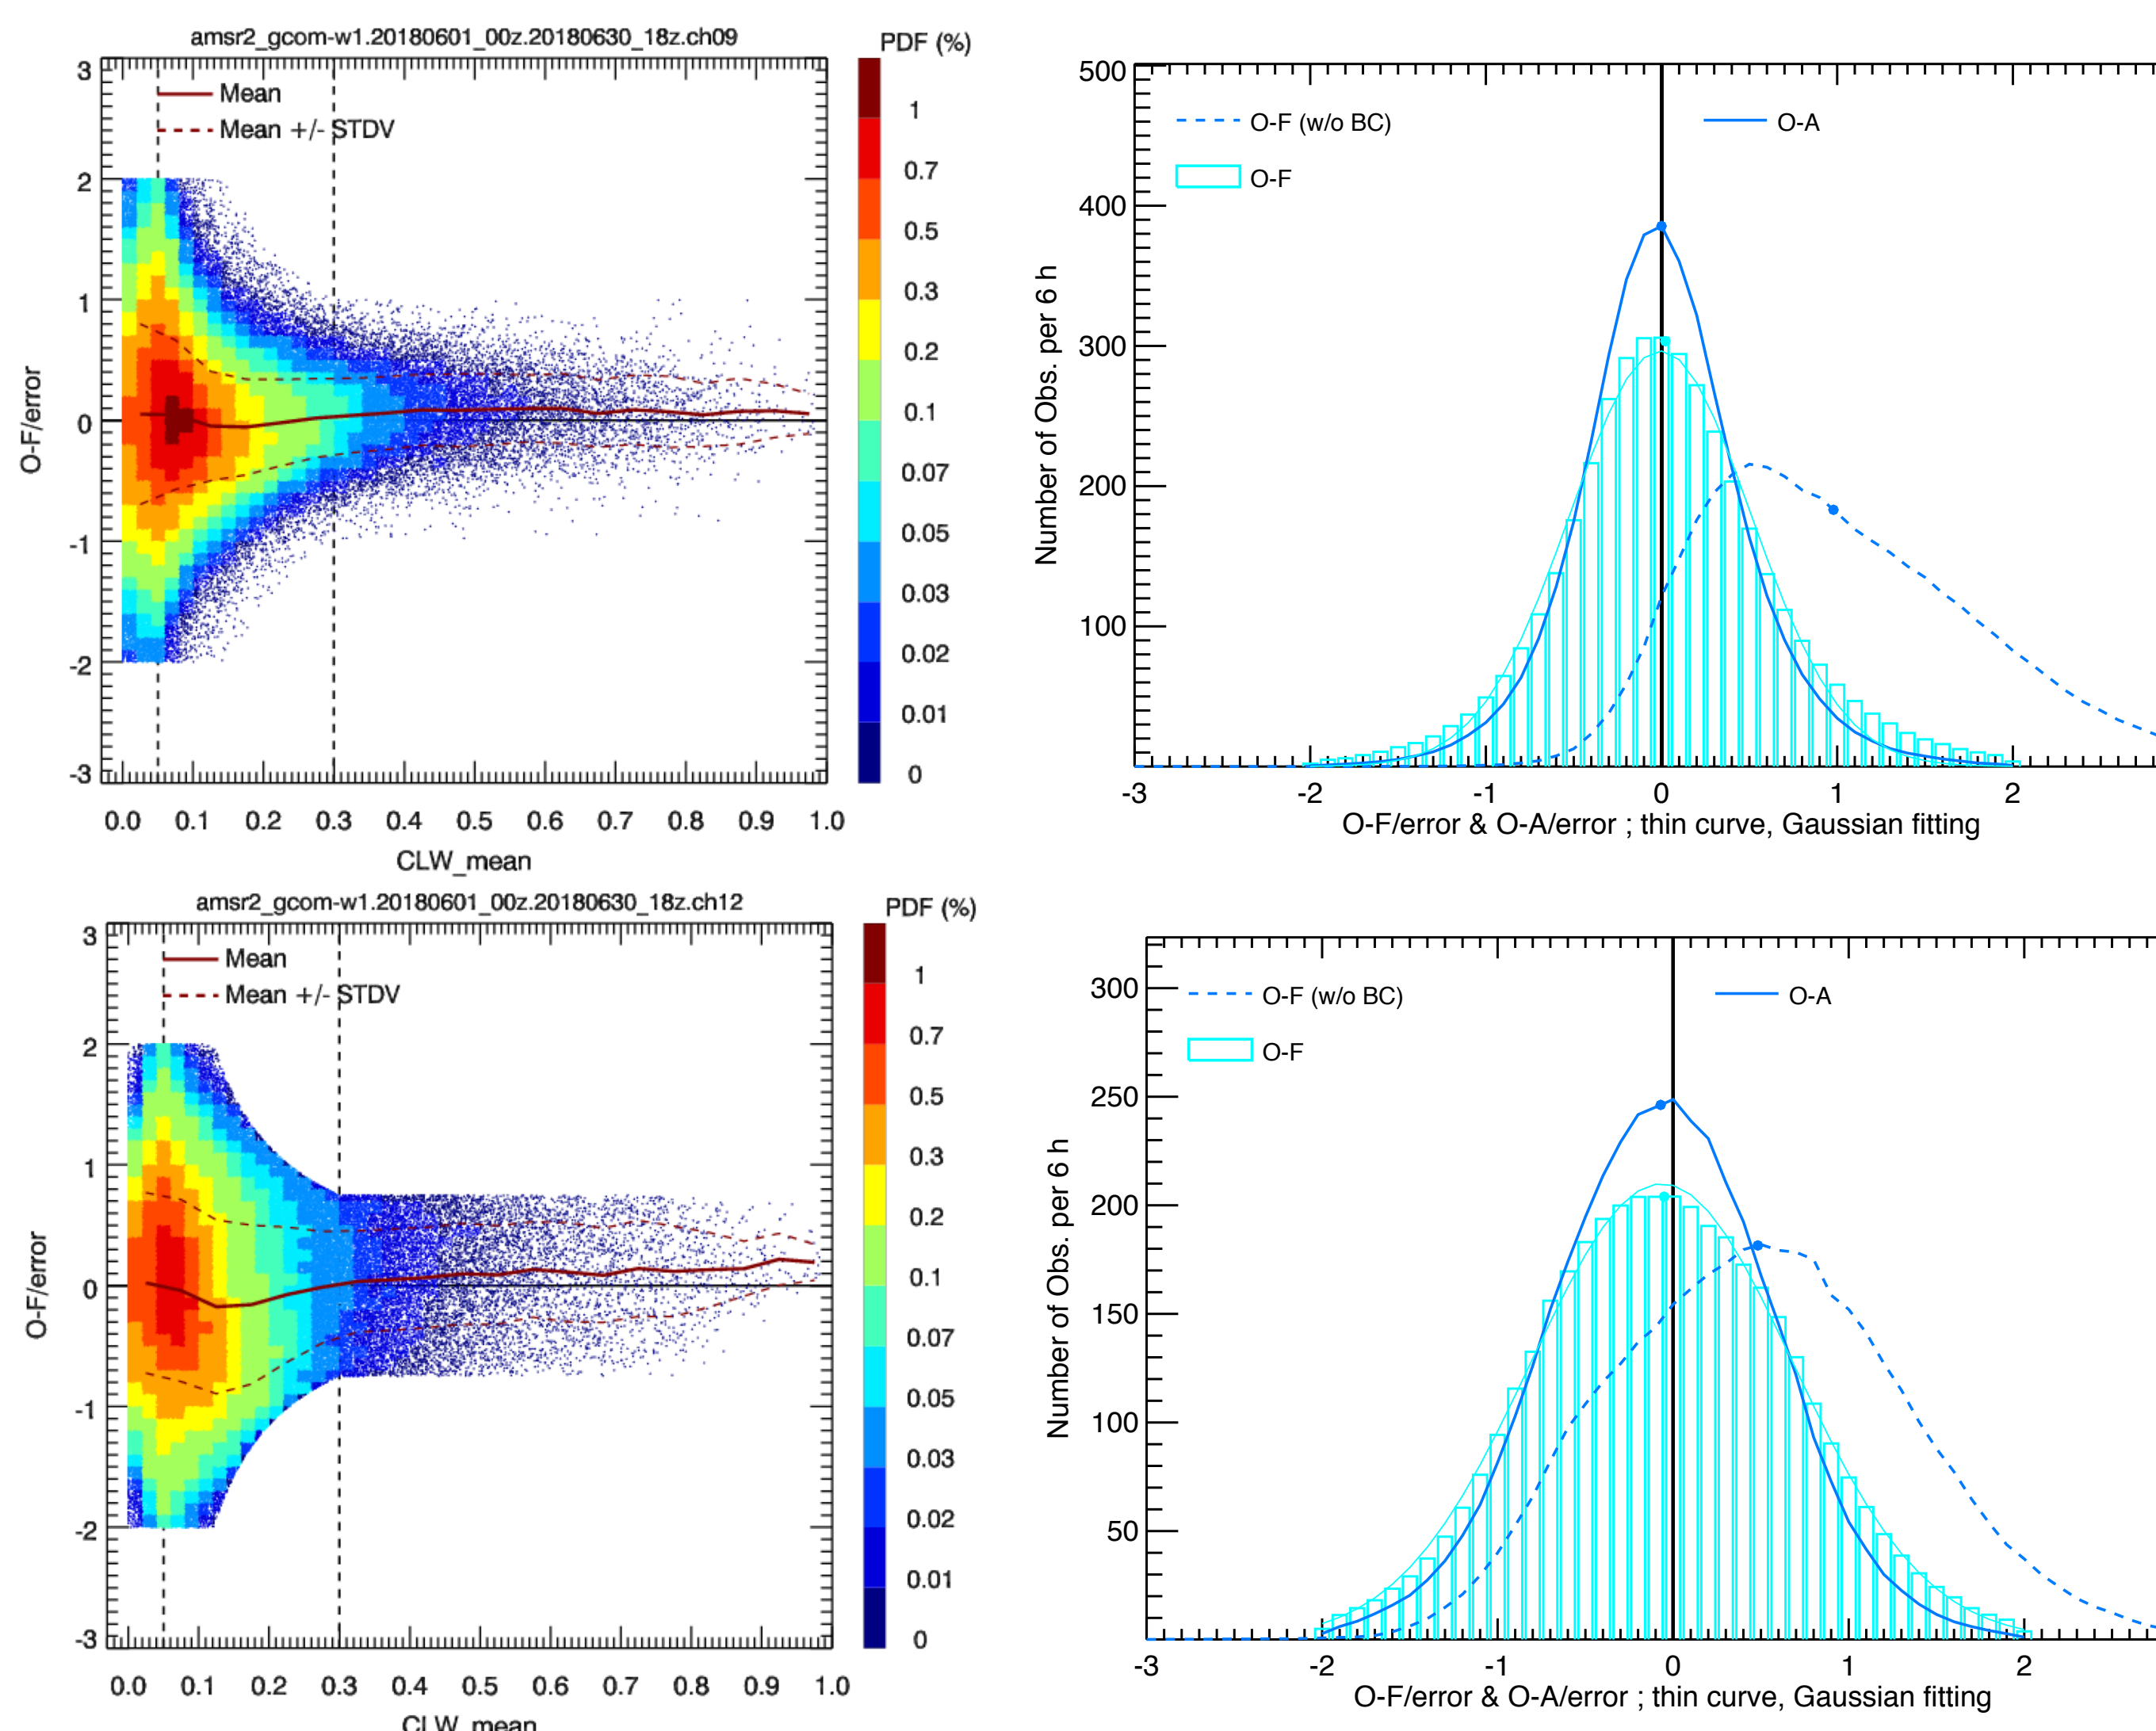 amsr2_gcom-w1.20180601_00z.20180630_18z.ch09
PDF (%)
Mean
Mean +/- STDV
3
2
1
0
-1
-2
-3
O-F/error
0.0 0.1 0.2 0.3 0.4 0.5 0.6 0.7 0.8 0.9 1.0
CLW_mean
1
0.7
0.5
0.3
0.2
0.1
0.07
0.05
0.03
0.02
0.01
0
500
400
300
200
100
Number of Obs. per 6 h
O-F (w/o BC)
O-A
O-F
-3 -2 -1 0 1 2
O-F/error & O-A/error ; thin curve, Gaussian fitting
amsr2_gcom-w1.20180601_00z.20180630_18z.ch12
PDF (%)
Mean
Mean +/- STDV
3
2
1
0
-1
-2
-3
O-F/error
0.0 0.1 0.2 0.3 0.4 0.5 0.6 0.7 0.8 0.9 1.0
CLW_mean
1
0.7
0.5
0.3
0.2
0.1
0.07
0.05
0.03
0.02
0.01
0
300
250
200
150
100
50
Number of Obs. per 6 h
O-F (w/o BC)
O-A
O-F
-3 -2 -1 0 1 2
O-F/error & O-A/error ; thin curve, Gaussian fitting